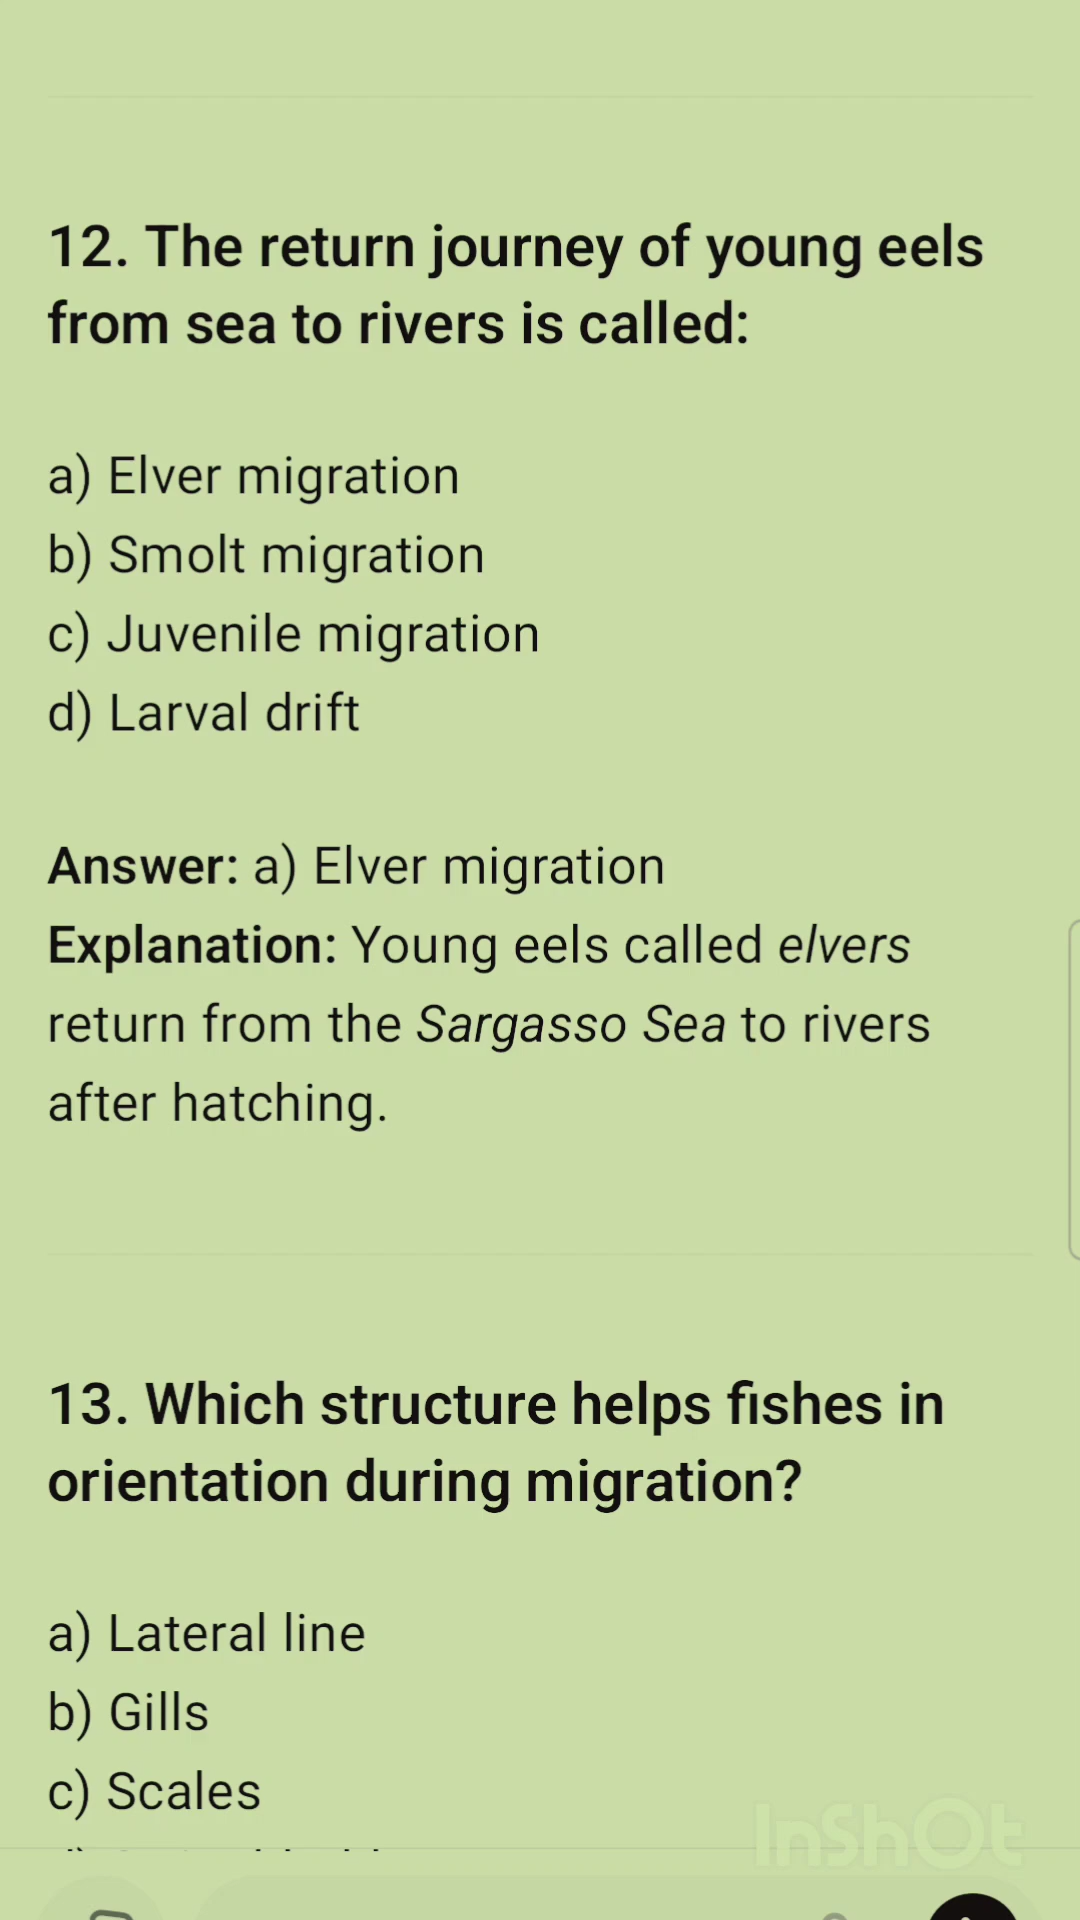 12. The return journey of young eels
from sea to rivers is called:
a) Elver migration
b) Smolt migration
c) Juvenile migration
d) Larval drift
Answer: a) Elver migration
Explanation: Young eels called elvers
return from the Sargasso Sea to rivers
after hatching.
13. Which structure helps fishes in
orientation during migration?
a) Lateral line
b) Gills
c) Scales
InShOt